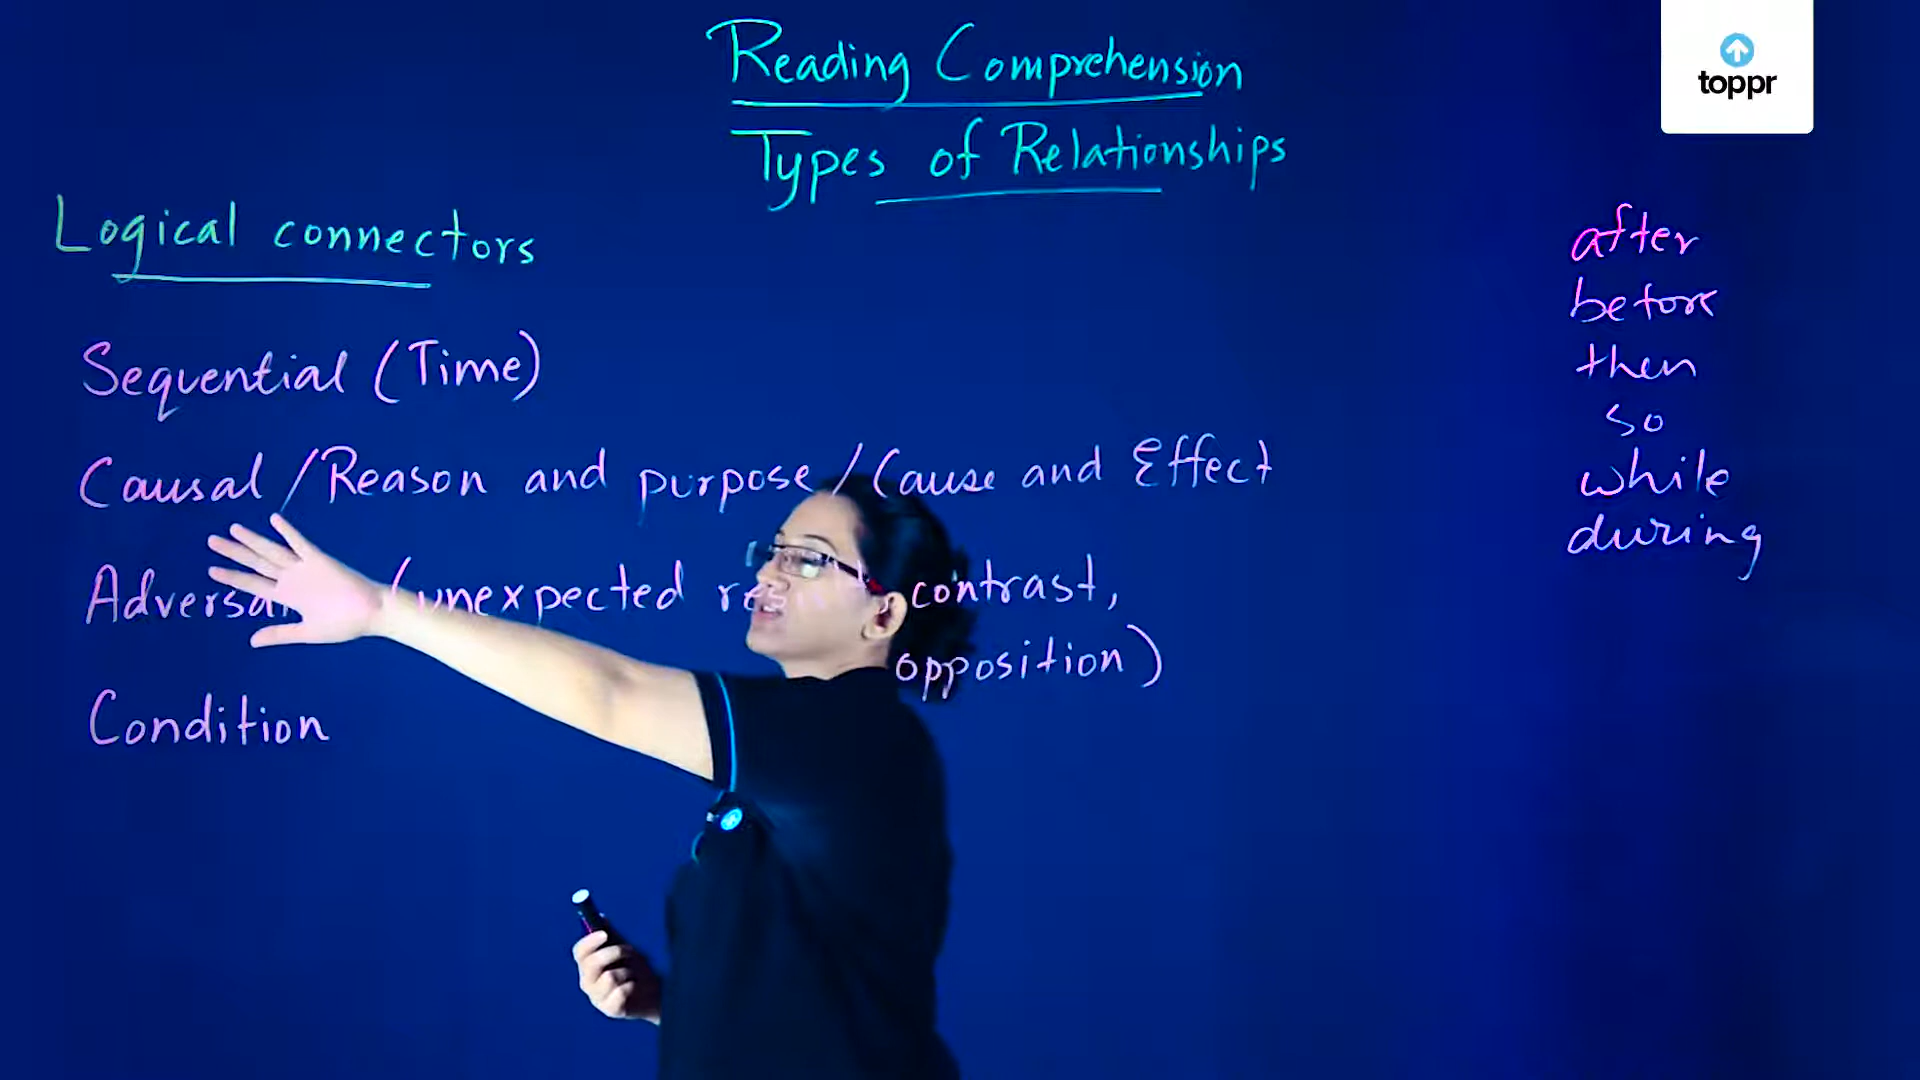 Reading Comprehension
Types of Relationships
toppr
Logical connectors
Sequential (Time)
Causal / Reason and purpose / Cause and Effect
(unexpected contrast,
opposition)
Condition
after
before
then
so
while
during